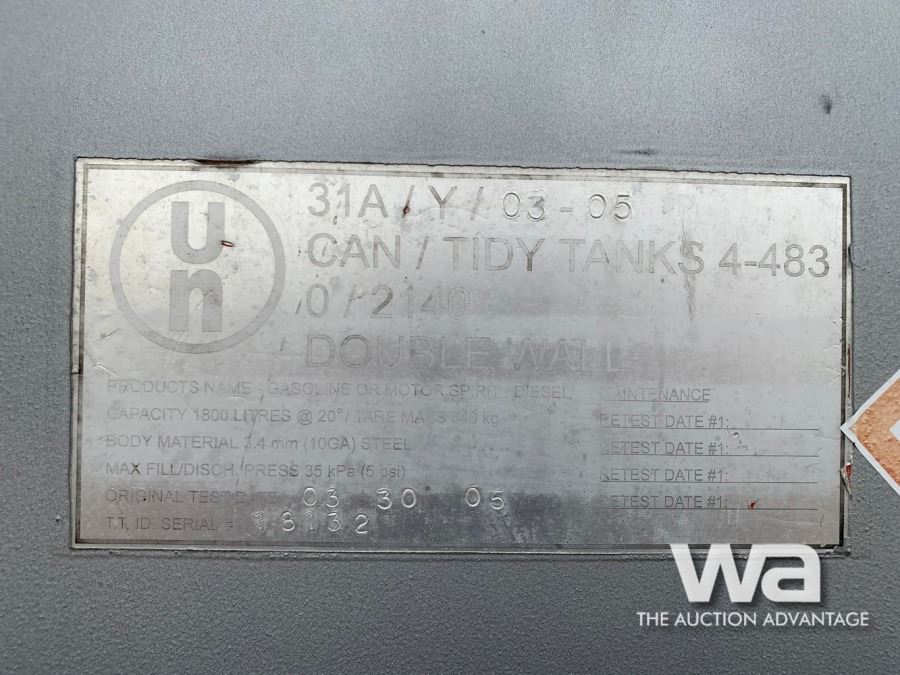 un
31A / Y / 03 - 05
CAN / TIDY TANKS 4-483
0 / 2140
DOUBLE WALL
PRODUCTS NAME - GASOLINE OR MOTOR SPIRIT / DIESEL
CAPACITY 1800 LITRES @ 20° / TARE MASS 840 kg
BODY MATERIAL 3.4 mm (10GA) STEEL
MAX FILL/DISCH. PRESS 35 kPa (5 psi)
ORIGINAL TEST DATE 03 30 05
T.T. ID. SERIAL # 18132
MAINTENANCE
RETEST DATE #1:
RETEST DATE #1:
RETEST DATE #1:
RETEST DATE #1:
wa
THE AUCTION ADVANTAGE